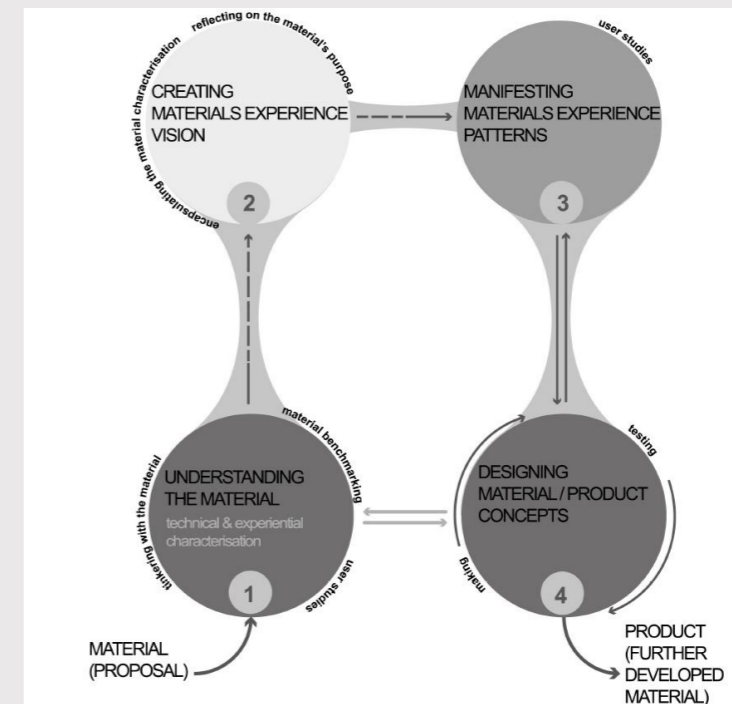 reflecting on the material's purpose
encapsulating the material characterisation
CREATING
MATERIALS EXPERIENCE
VISION
2
user studies
MANIFESTING
MATERIALS EXPERIENCE
PATTERNS
3
material benchmarking
tinkering with the material
UNDERSTANDING
THE MATERIAL
technical & experiential
characterisation
user studies
1
MATERIAL
(PROPOSAL)
testing
DESIGNING
MATERIAL / PRODUCT
CONCEPTS
making
4
PRODUCT
(FURTHER
DEVELOPED
MATERIAL)